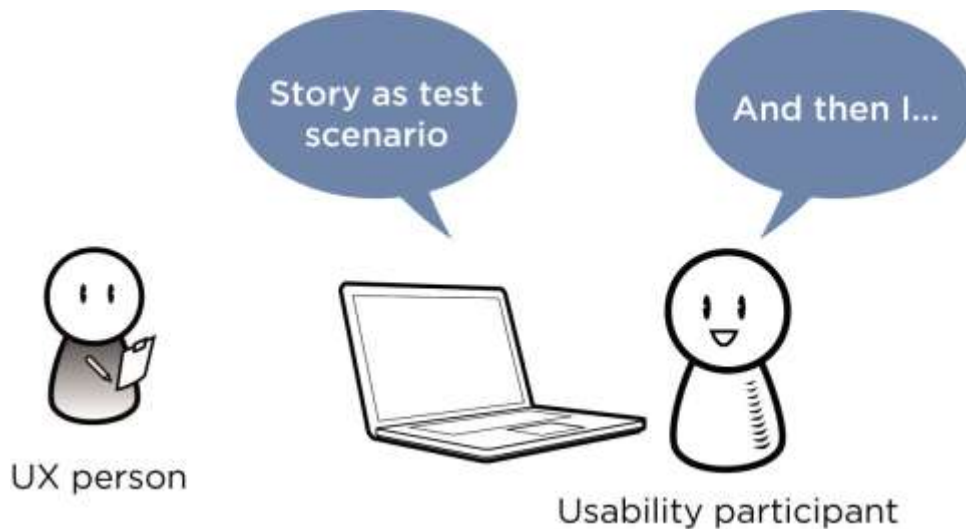 Story as test
scenario
And then I...
UX person
Usability participant